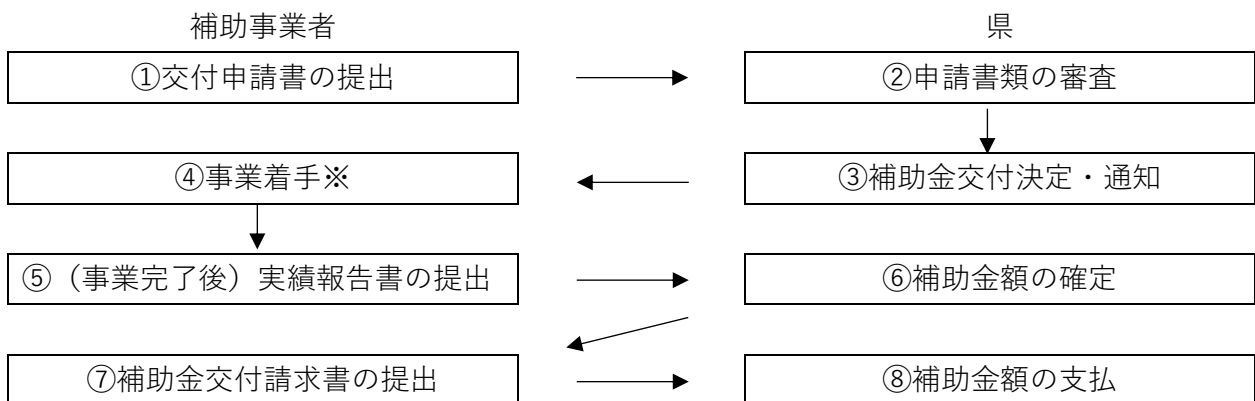 補助事業者
県
①交付申請書の提出
②申請書類の審査
④事業着手※
③補助金交付決定・通知
⑤（事業完了後）実績報告書の提出
⑥補助金額の確定
⑦補助金交付請求書の提出
⑧補助金額の支払